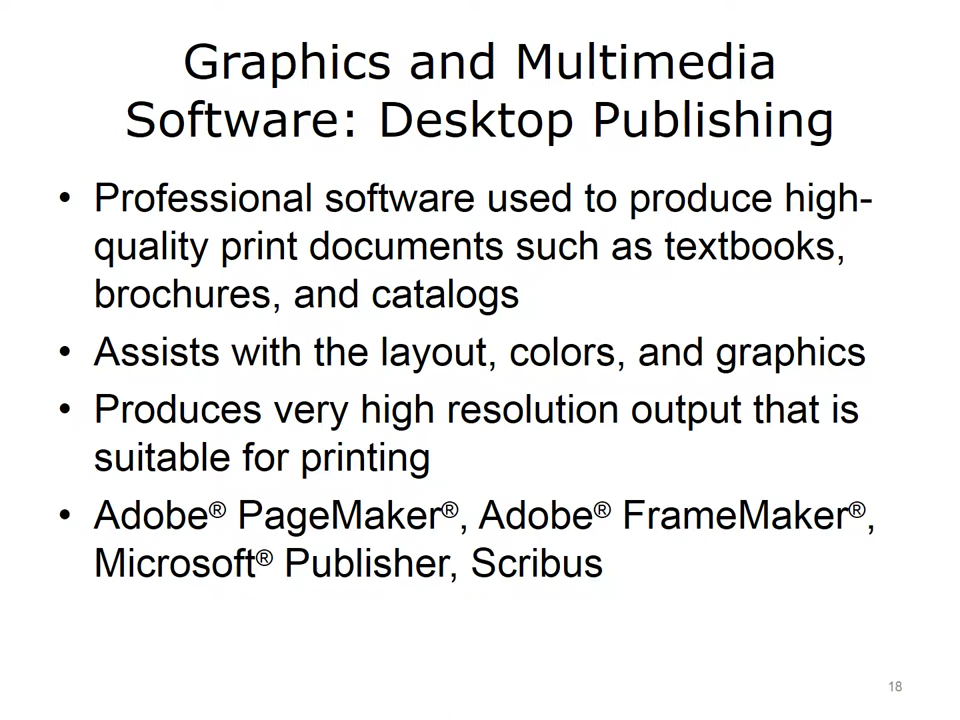 Graphics and Multimedia
Software: Desktop Publishing
• Professional software used to produce high-
quality print documents such as textbooks,
brochures, and catalogs
• Assists with the layout, colors, and graphics
• Produces very high resolution output that is
suitable for printing
• Adobe® PageMaker®, Adobe® FrameMaker®,
Microsoft® Publisher, Scribus
18